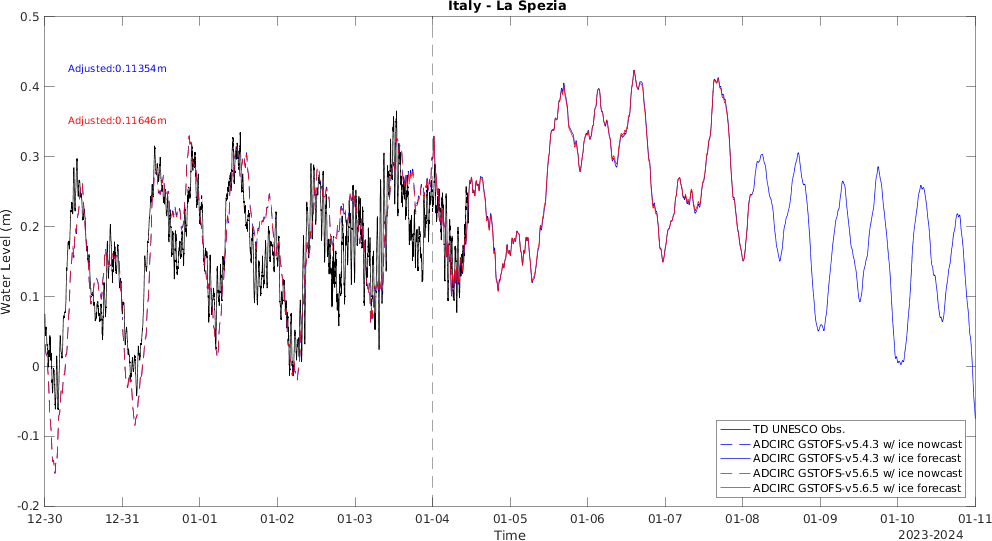 Italy - La Spezia
Adjusted:0.11354m
Adjusted:0.11646m
Water Level (m)
0.5
0.4
0.3
0.2
0.1
0
-0.1
-0.2
TD UNESCO Obs.
ADCIRC GSTOFS-v5.4.3 w/ ice nowcast
ADCIRC GSTOFS-v5.4.3 w/ ice forecast
ADCIRC GSTOFS-v5.6.5 w/ ice nowcast
ADCIRC GSTOFS-v5.6.5 w/ ice forecast
12-30 12-31 01-01 01-02 01-03 01-04 01-05 01-06 01-07 01-08 01-09 01-10 01-11
Time
2023-2024